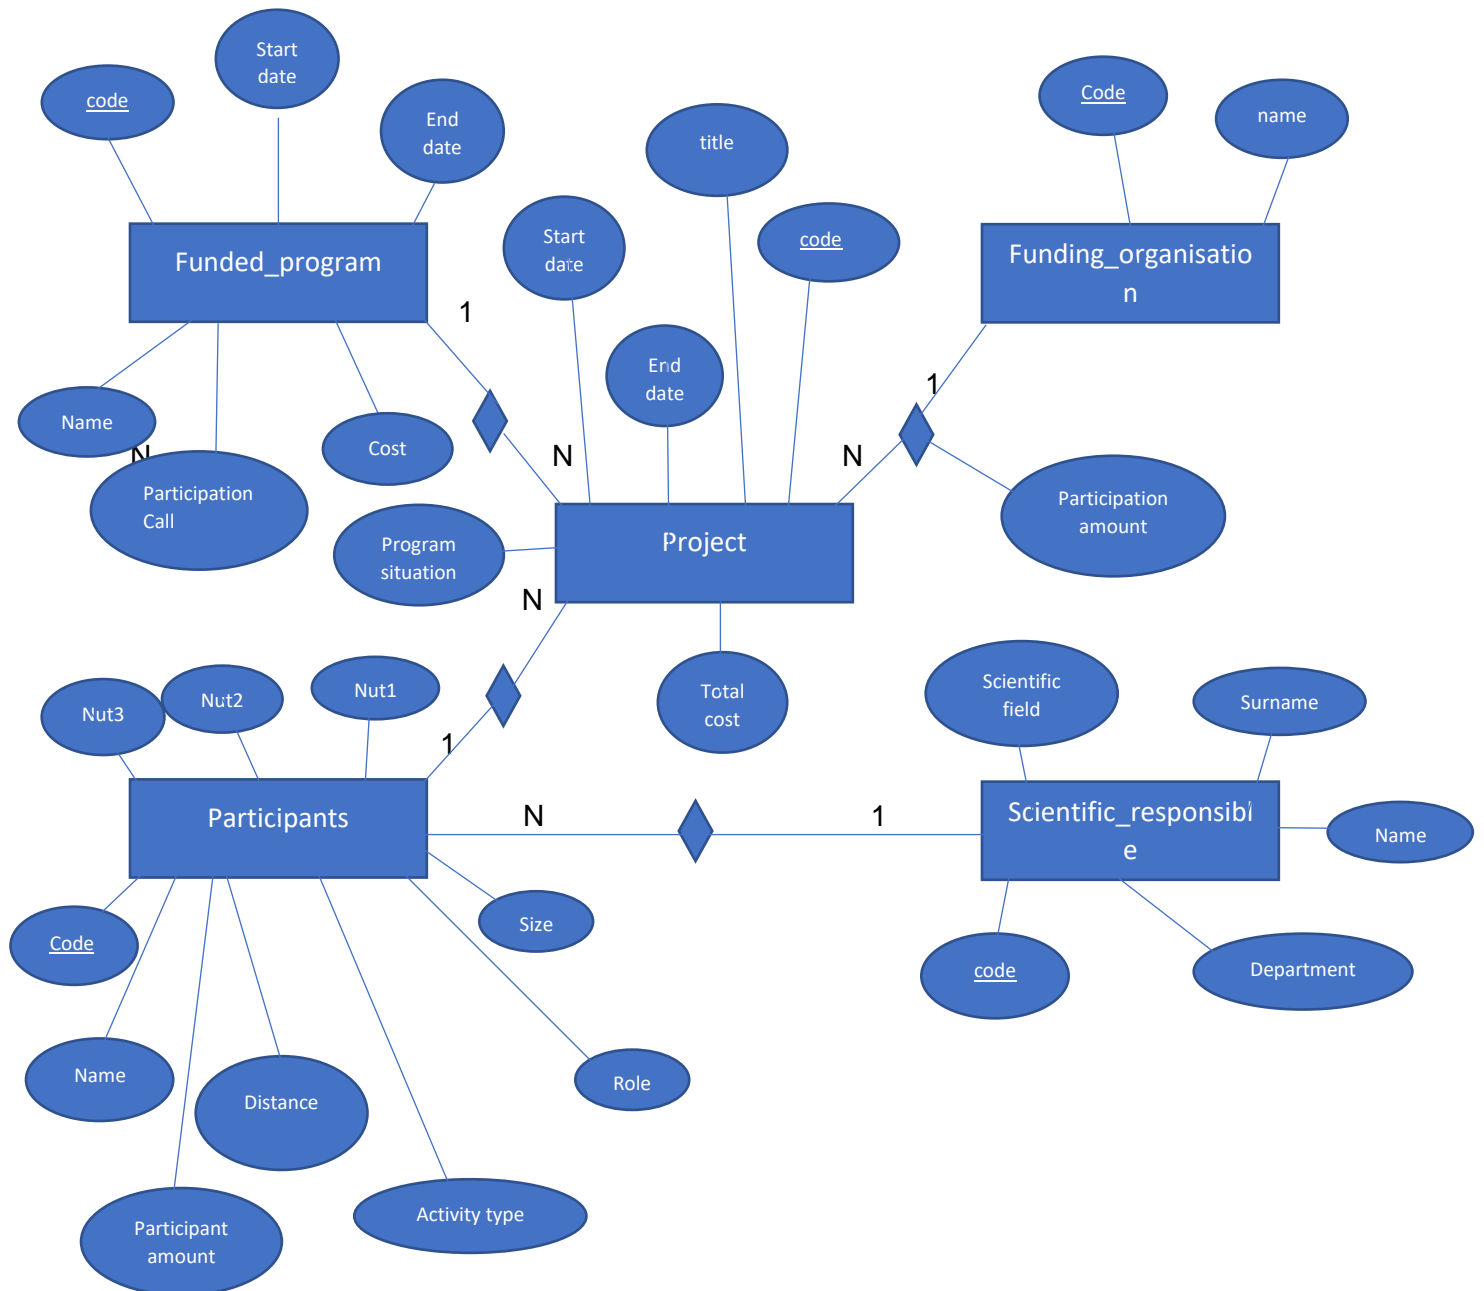 Start
date
code
End
date
title
Code
name
Funded_program
Start
date
code
Funding_organisatio
n
1
End
date
1
Name
N
Cost
N
N
Participation
Call
Participation
amount
Program
situation
Project
N
Nut3
Nut2
Nut1
Total
cost
Scientific
field
Surname
1
Participants
N
1
Scientific_responsibl
e
Name
Code
Size
code
Department
Name
Distance
Role
Participant
amount
Activity type